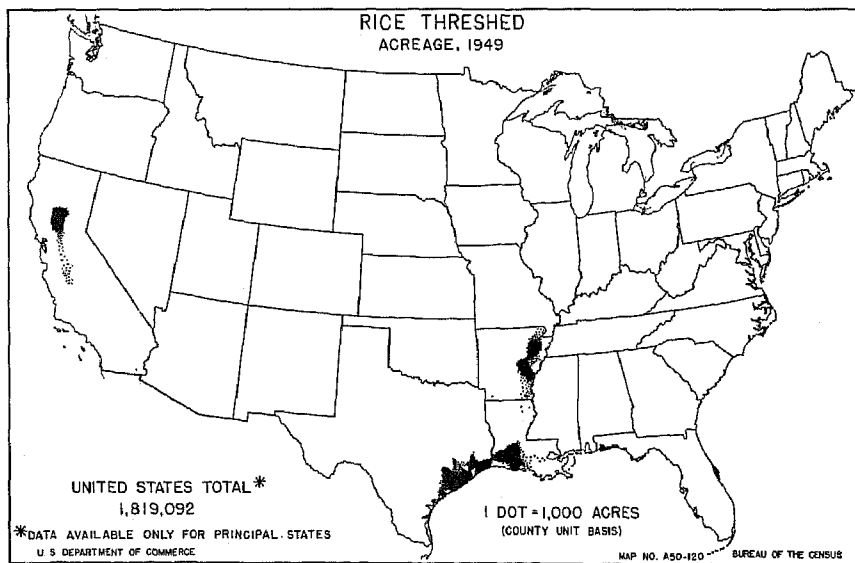 RICE THRESHED
ACREAGE, 1949
UNITED STATES TOTAL*
1,819,092
*DATA AVAILABLE ONLY FOR PRINCIPAL STATES
U S DEPARTMENT OF COMMERCE
1 DOT = 1,000 ACRES
(COUNTY UNIT BASIS)
MAP NO. A50-120
BUREAU OF THE CENSUS